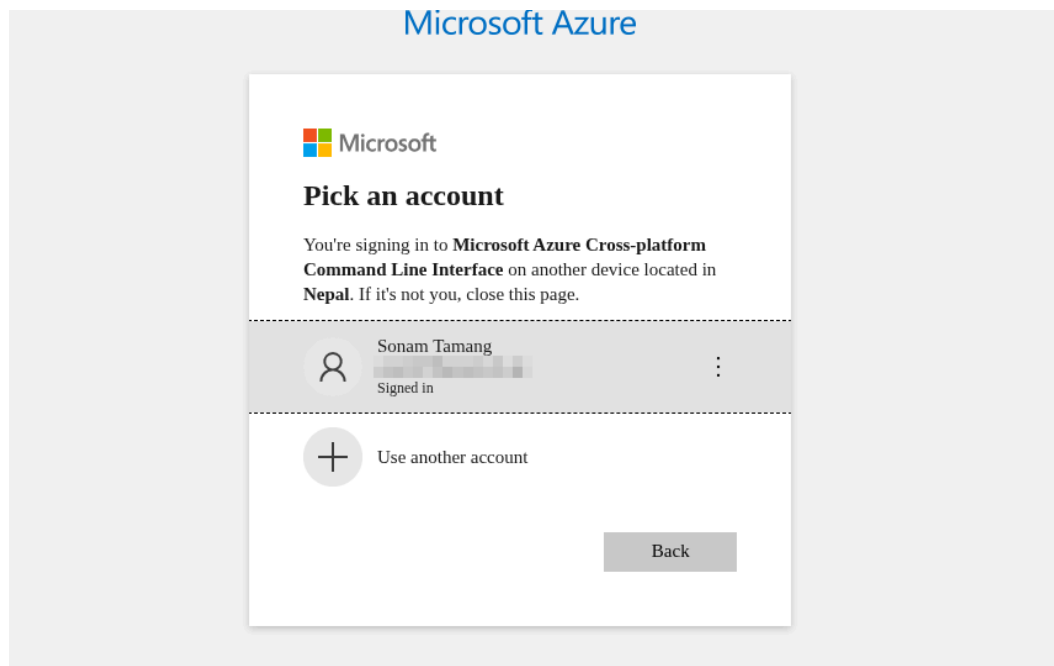 Microsoft Azure
Microsoft
Pick an account
You're signing in to Microsoft Azure Cross-platform
Command Line Interface on another device located in
Nepal. If it's not you, close this page.
Sonam Tamang
Signed in
Use another account
Back